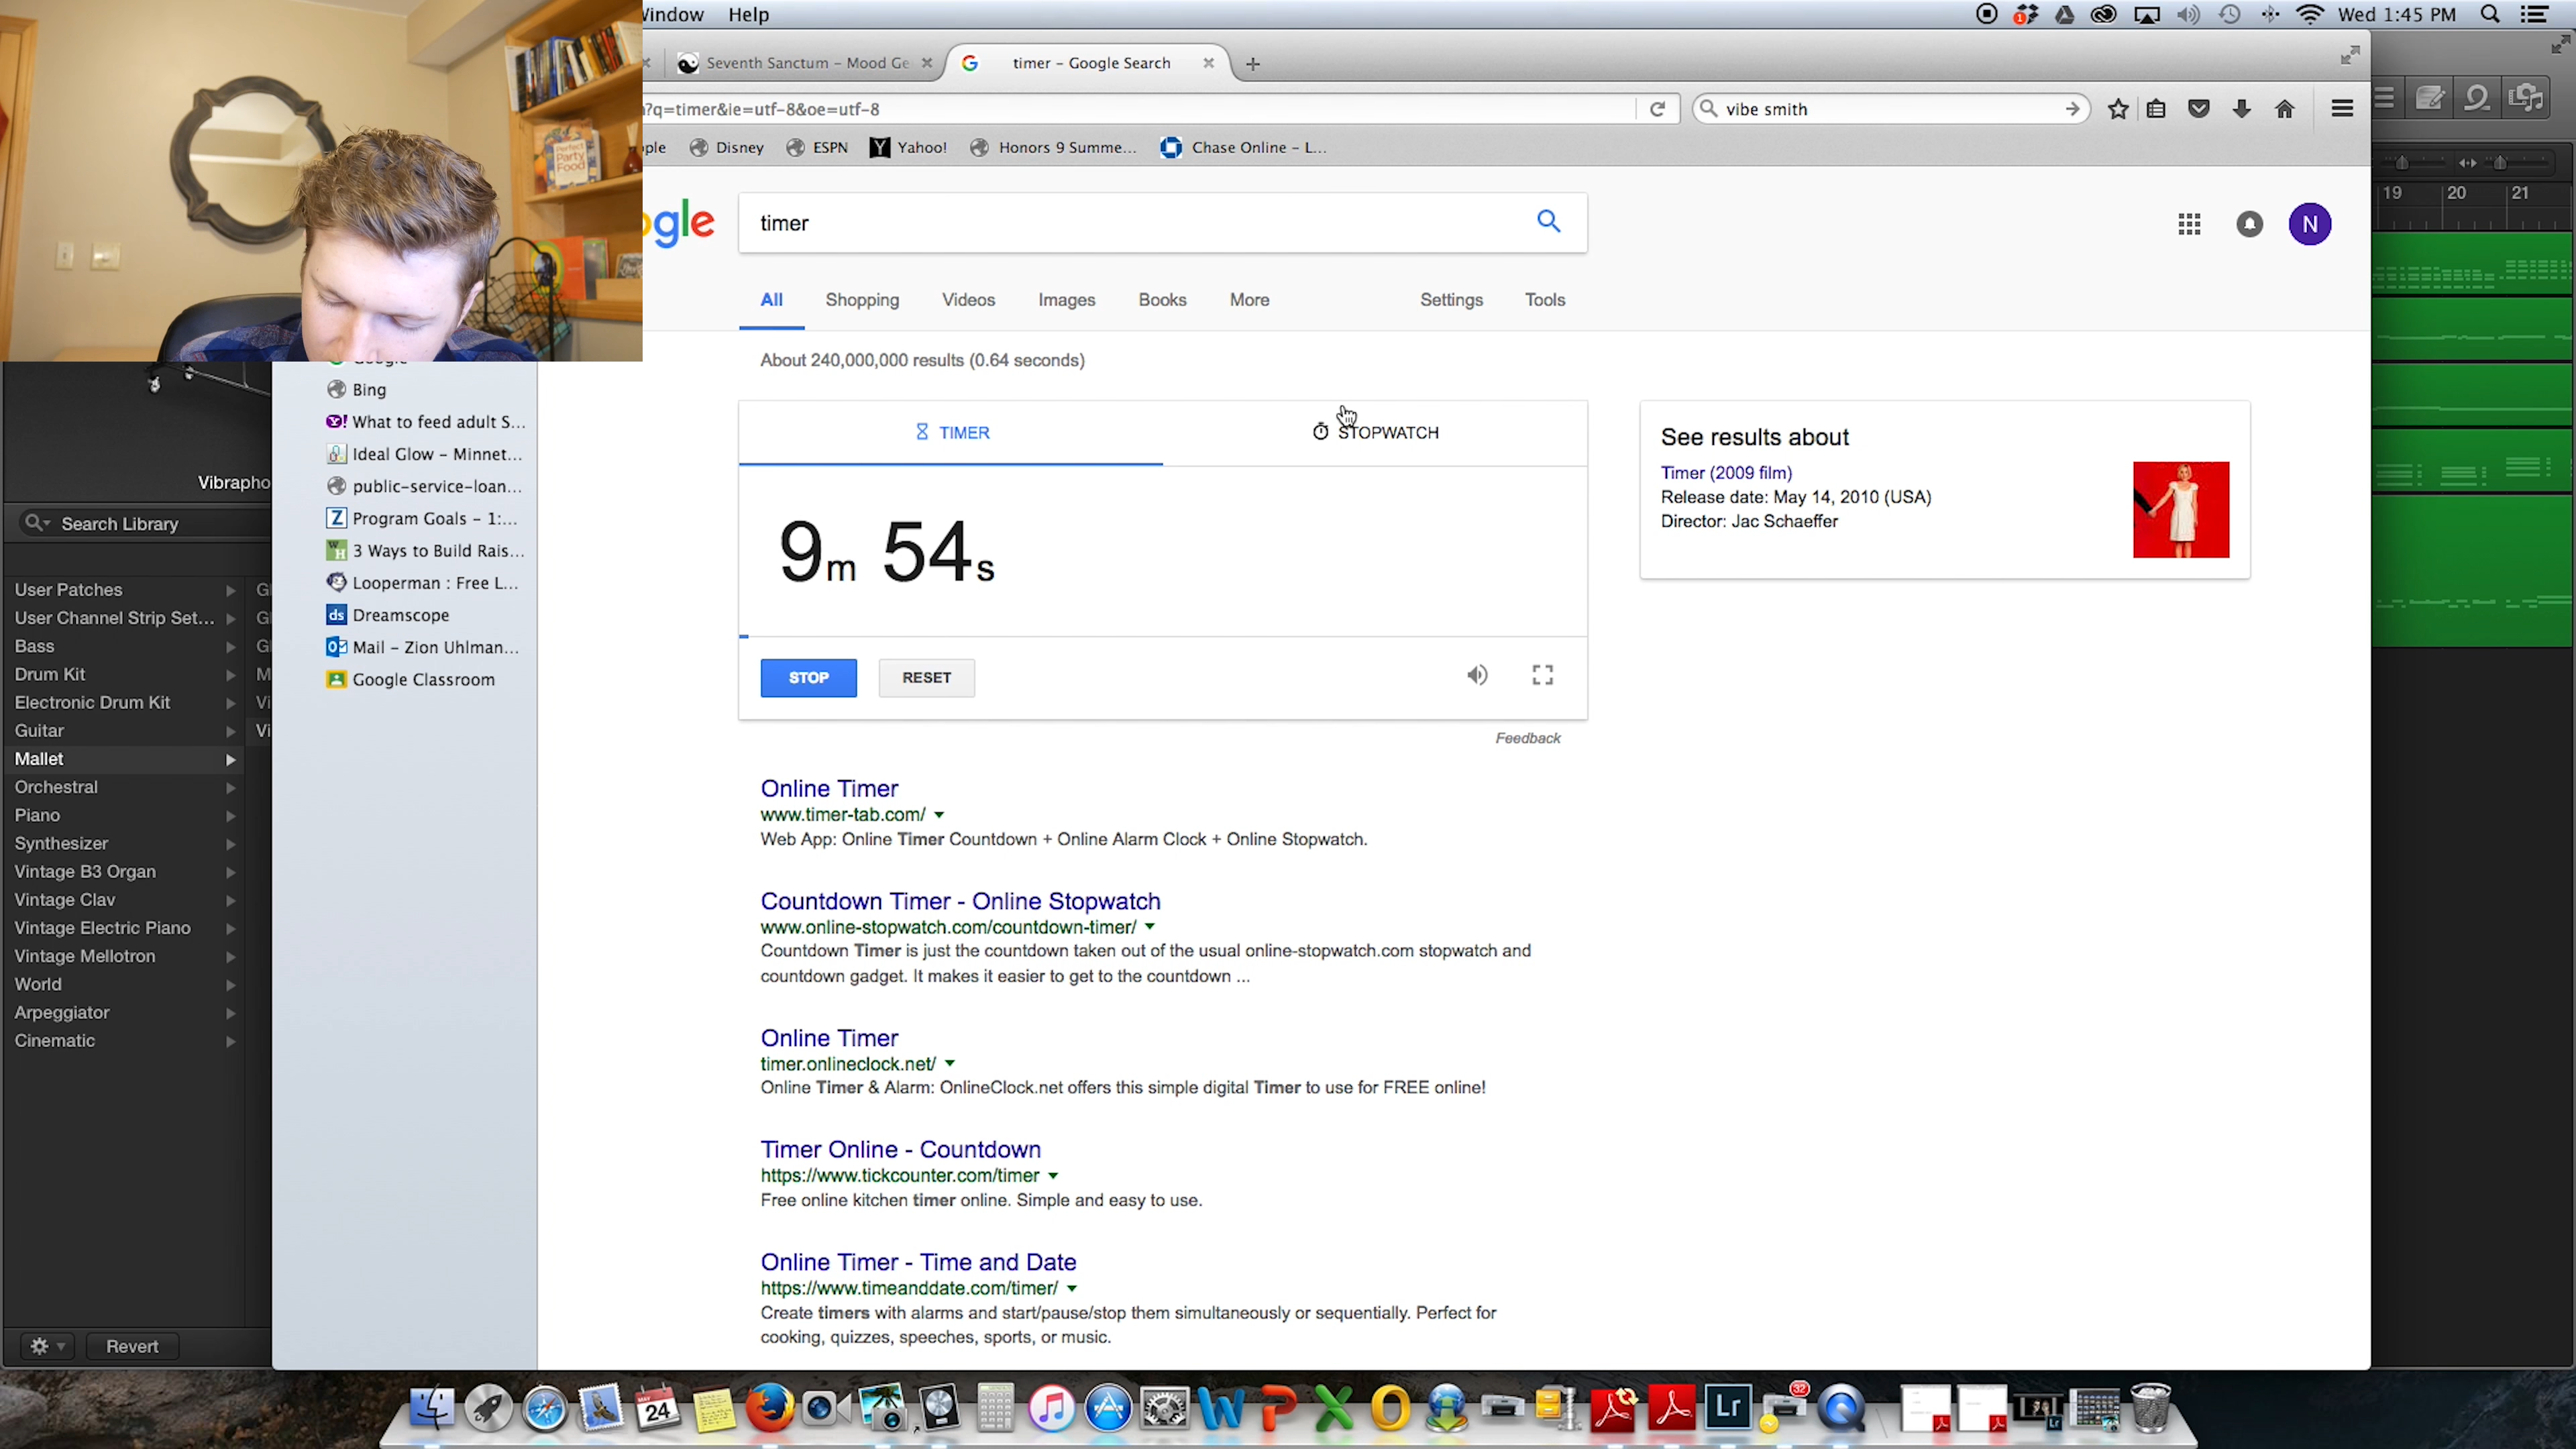 Window Help
Wed 1:45 PM
Seventh Sanctum – Mood Ge
timer – Google Search
?q=timer&ie=utf-8&oe=utf-8
vibe smith
ple Disney ESPN Yahoo! Honors 9 Summe... Chase Online – L...
Perfect Party Food
ogle
timer
N
All Shopping Videos Images Books More Settings Tools
About 240,000,000 results (0.64 seconds)
TIMER STOPWATCH
9m 54s
STOP RESET
Feedback
See results about
Timer (2009 film)
Release date: May 14, 2010 (USA)
Director: Jac Schaeffer
Online Timer
www.timer-tab.com/
Web App: Online Timer Countdown + Online Alarm Clock + Online Stopwatch.
Countdown Timer - Online Stopwatch
www.online-stopwatch.com/countdown-timer/
Countdown Timer is just the countdown taken out of the usual online-stopwatch.com stopwatch and
countdown gadget. It makes it easier to get to the countdown ...
Online Timer
timer.onlineclock.net/
Online Timer & Alarm: OnlineClock.net offers this simple digital Timer to use for FREE online!
Timer Online - Countdown
https://www.tickcounter.com/timer
Free online kitchen timer online. Simple and easy to use.
Online Timer - Time and Date
https://www.timeanddate.com/timer/
Create timers with alarms and start/pause/stop them simultaneously or sequentially. Perfect for
cooking, quizzes, speeches, sports, or music.
Google
Bing
What to feed adult S...
Ideal Glow – Minnet...
public-service-loan...
Program Goals – 1:...
3 Ways to Build Rais...
Looperman : Free L...
Dreamscope
Mail – Zion Uhlman...
Google Classroom
Vibrapho
Search Library
User Patches
User Channel Strip Set...
Bass
Drum Kit
Electronic Drum Kit
Guitar
Mallet
Orchestral
Piano
Synthesizer
Vintage B3 Organ
Vintage Clav
Vintage Electric Piano
Vintage Mellotron
World
Arpeggiator
Cinematic
Gl
Gl
Gl
M
Vi
Vi
Revert
19 20 21
24
Lr
32